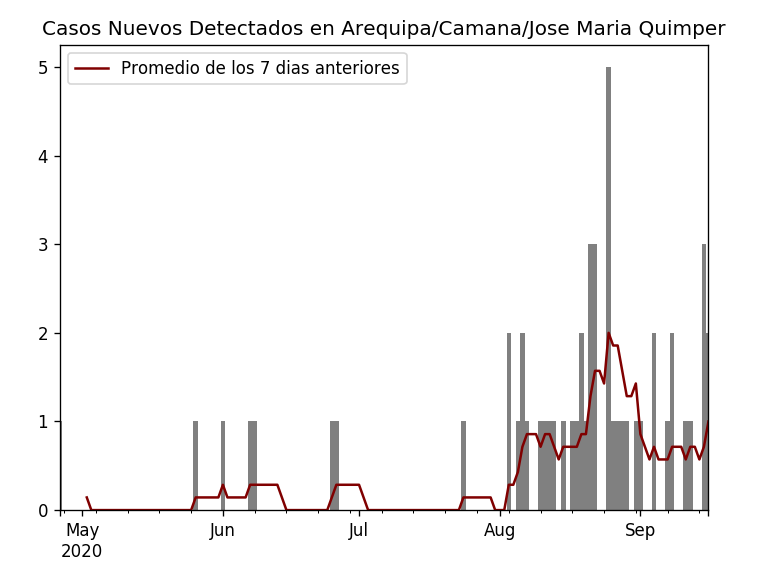 Casos Nuevos Detectados en Arequipa/Camana/Jose Maria Quimper
Promedio de los 7 dias anteriores
5
4
3
2
1
0
May Jun Jul Aug Sep
2020